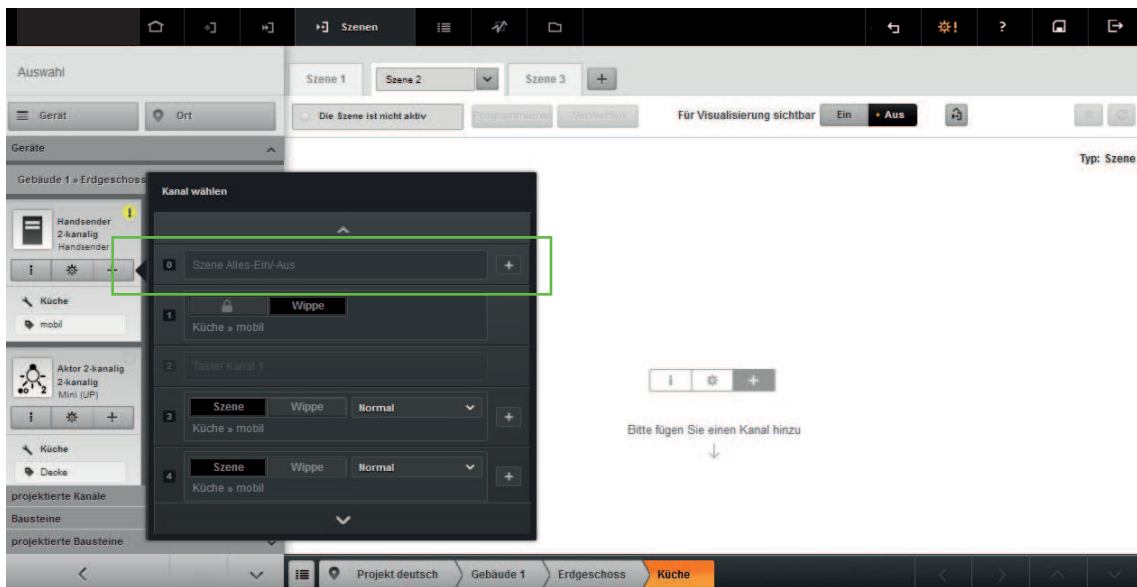 Szenen
?
Auswahl
Szene 1
Szene 2
Szene 3
+
Gerät
Ort
Die Szene ist nicht aktiv
Programmieren
Verwerfen
Für Visualisierung sichtbar
Ein
Aus
Geräte
Typ: Szene
Gebäude 1 » Erdgeschoss
Kanal wählen
Handsender
2-kanalig
Handsender
0
Szene Alles-Ein/-Aus
+
i
+
Küche
mobil
1
Wippe
Küche » mobil
2
Taster Kanal 1
Aktor 2-kanalig
2-kanalig
Mini (UP)
i
+
3
Szene
Wippe
Normal
+
Küche » mobil
i
+
Bitte fügen Sie einen Kanal hinzu
Küche
Decke
4
Szene
Wippe
Normal
+
Küche » mobil
projektierte Kanäle
Bausteine
projektierte Bausteine
Projekt deutsch
Gebäude 1
Erdgeschoss
Küche